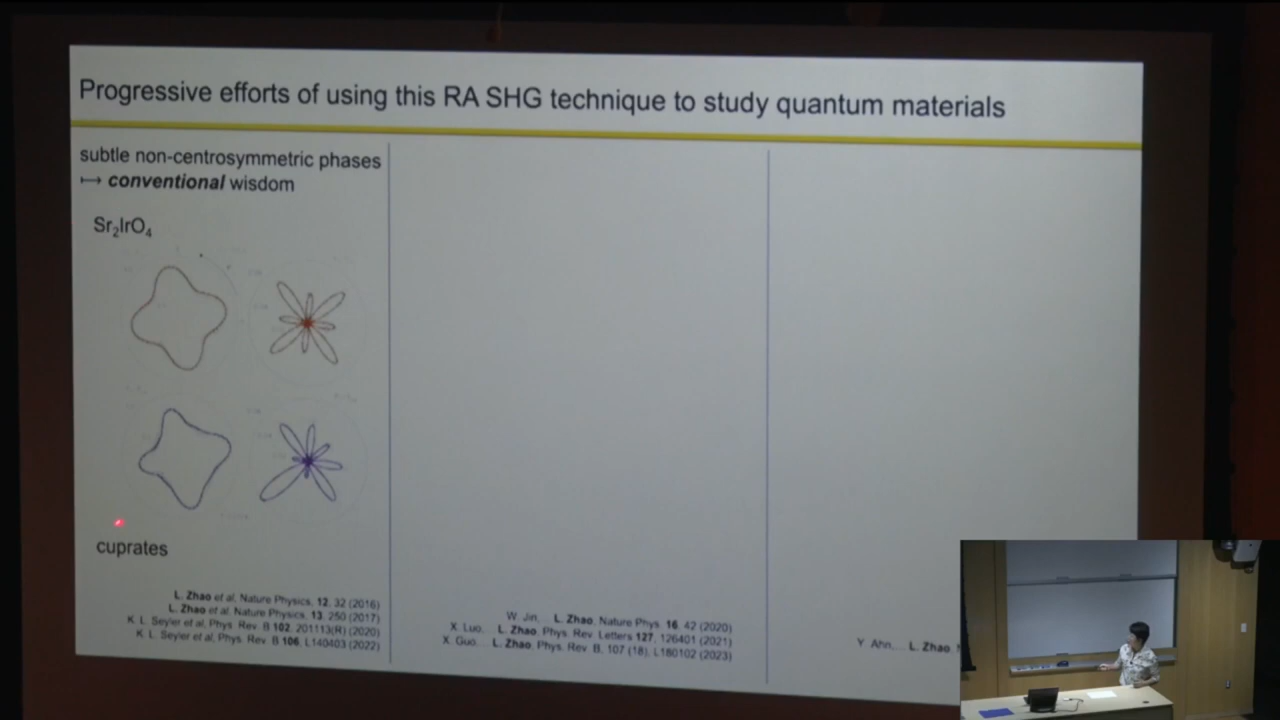 Progressive efforts of using this RA SHG technique to study quantum materials
subtle non-centrosymmetric phases
↦ conventional wisdom
Sr₂IrO₄
cuprates
L. Zhao et al, Nature Physics, 12, 32 (2016)
L. Zhao et al, Nature Physics, 13, 250 (2017)
K. L. Seyler et al, Phys. Rev. B 102, 201113(R) (2020)
K. L. Seyler et al, Phys. Rev. B 106, L140403 (2022)
W. Jin,... L. Zhao, Nature Phys. 16, 42 (2020)
X. Luo,... L. Zhao, Phys. Rev. Letters 127, 126401 (2021)
X. Guo,... L. Zhao, Phys. Rev. B, 107 (18), L180102 (2023)
Y. Ahn,... L. Zhao,